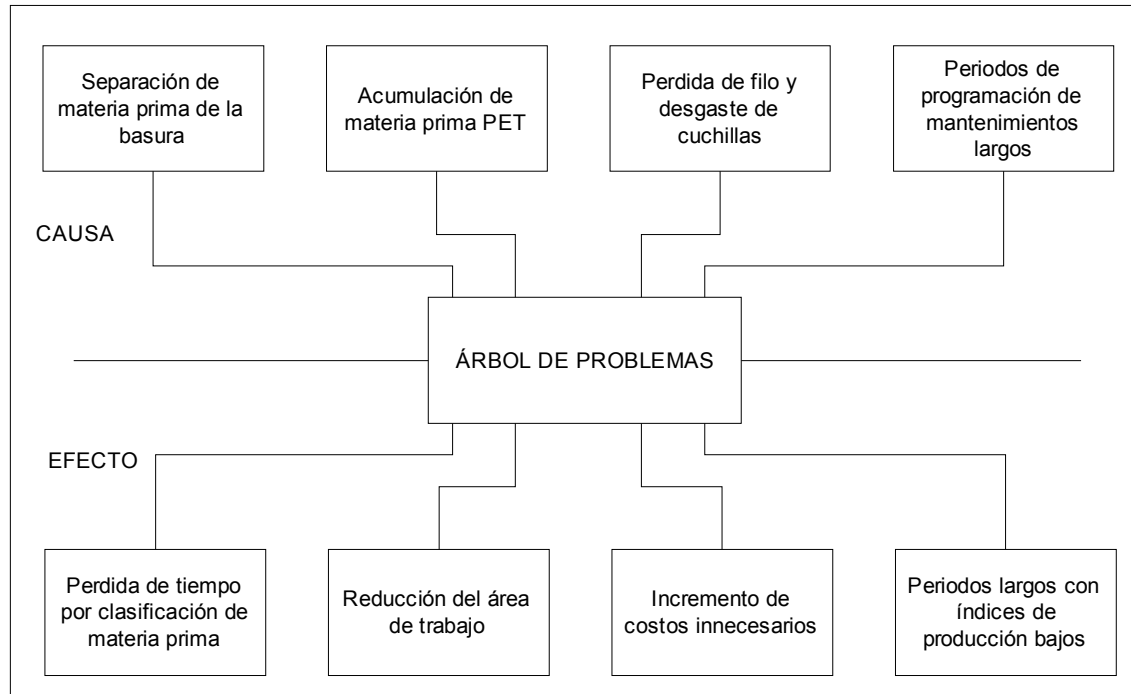 Separación de
materia prima de la
basura
Acumulación de
materia prima PET
Perdida de filo y
desgaste de
cuchillas
Periodos de
programación de
mantenimientos
largos
CAUSA
ÁRBOL DE PROBLEMAS
EFECTO
Perdida de tiempo
por clasificación de
materia prima
Reducción del área
de trabajo
Incremento de
costos innecesarios
Periodos largos con
índices de
producción bajos